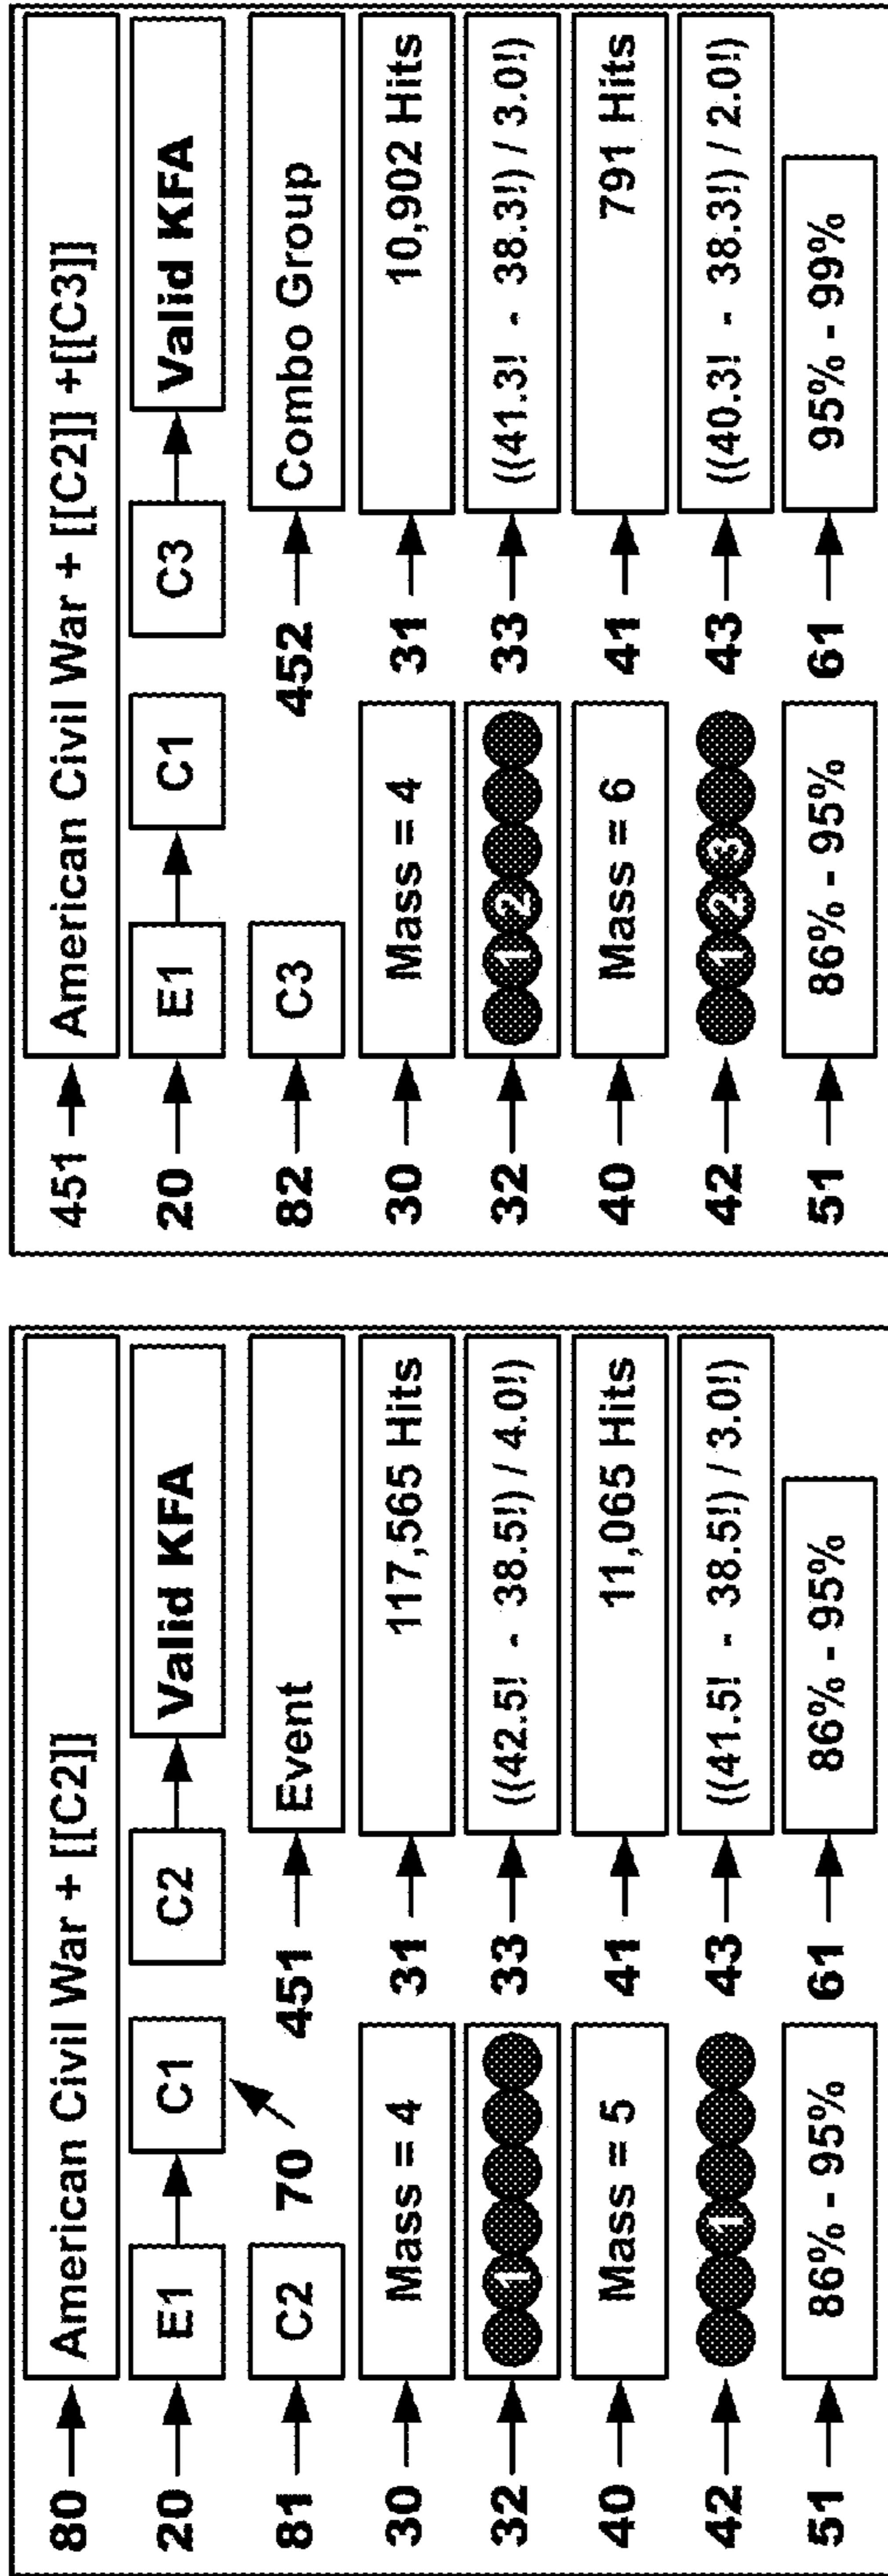 80 American Civil War + [[C2]]
20 E1 C1 C2 Valid KFA
70
81 C2 451 Event
30 Mass = 4 31 117,565 Hits
32 1 33 ((42.5! - 38.5!) / 4.0!)
40 Mass = 5 41 11,065 Hits
42 1 43 ((41.5! - 38.5!) / 3.0!)
51 86% - 95% 61 86% - 95%
451 American Civil War + [[C2]] +[[C3]]
20 E1 C1 C3 Valid KFA
82 C3 452 Combo Group
30 Mass = 4 31 10,902 Hits
32 1 2 33 ((41.3! - 38.3!) / 3.0!)
40 Mass = 6 41 791 Hits
42 1 2 3 43 ((40.3! - 38.3!) / 2.0!)
51 86% - 95% 61 95% - 99%